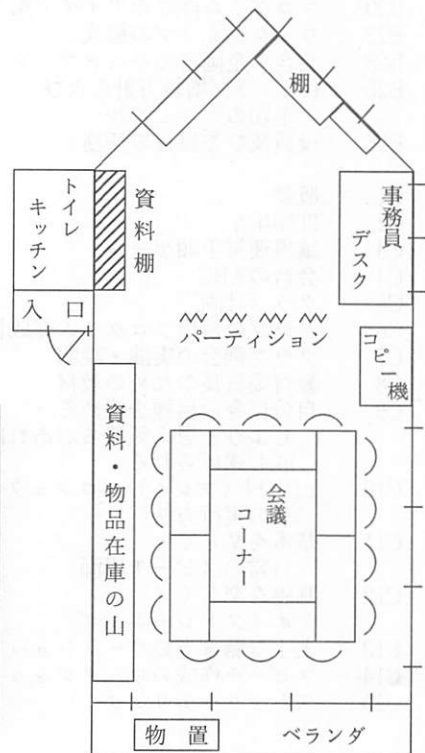 棚
トイレ
キッチン
資料棚
事務員
デスク
入口
パーティション
コピー機
資料・物品在庫の山
会議
コーナー
物置
ベランダ